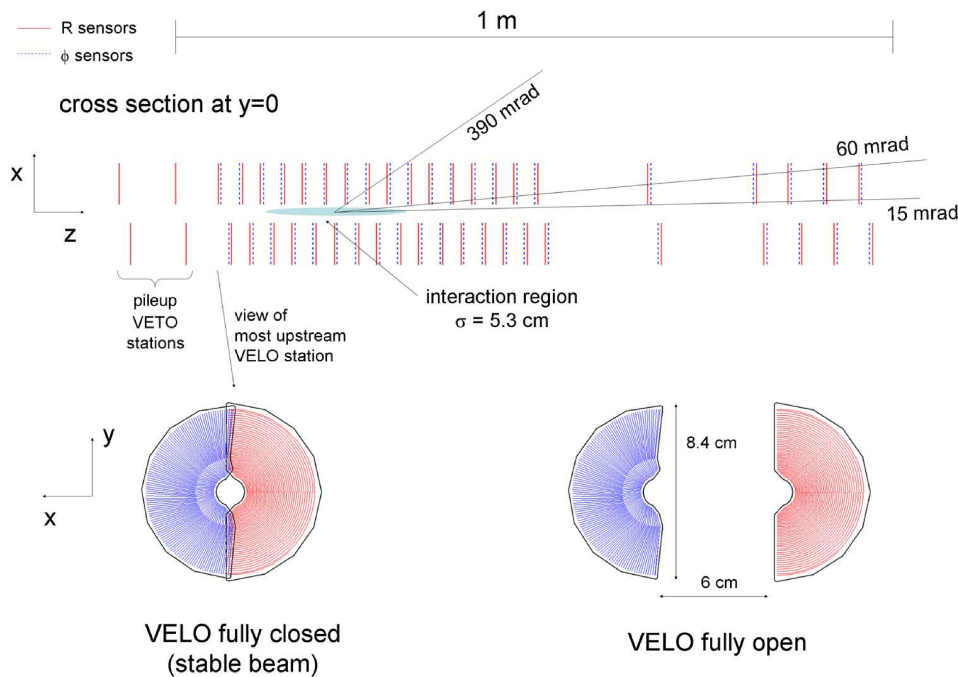 R sensors
ϕ sensors
1 m
cross section at y=0
390 mrad
60 mrad
15 mrad
x
z
pileup
VETO
stations
view of
most upstream
VELO station
interaction region
σ = 5.3 cm
y
x
8.4 cm
6 cm
VELO fully closed
(stable beam)
VELO fully open